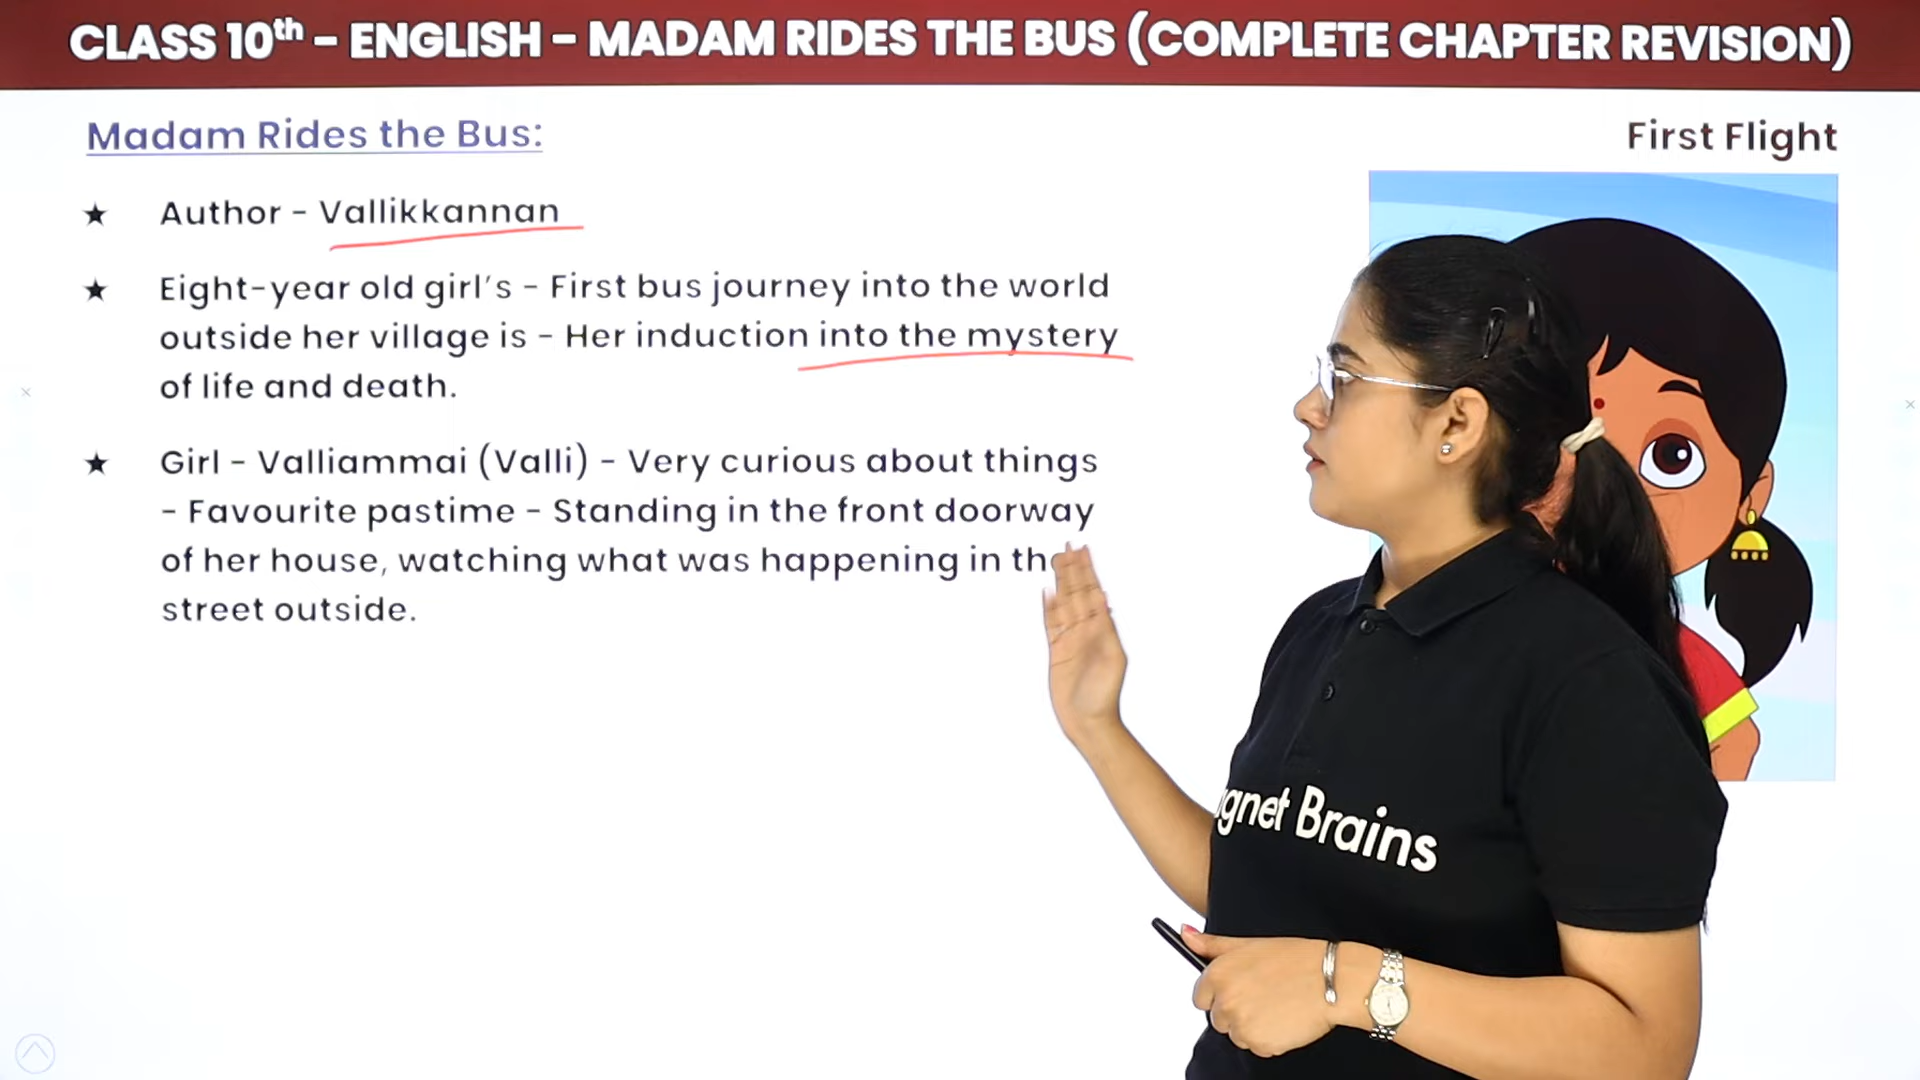 CLASS 10th - ENGLISH - MADAM RIDES THE BUS (COMPLETE CHAPTER REVISION)
Madam Rides the Bus:
First Flight
★ Author - Vallikkannan
★ Eight-year old girl's - First bus journey into the world
outside her village is - Her induction into the mystery
of life and death.
★ Girl - Valliammai (Valli) - Very curious about things
- Favourite pastime - Standing in the front doorway
of her house, watching what was happening in the
street outside.
gnet Brains